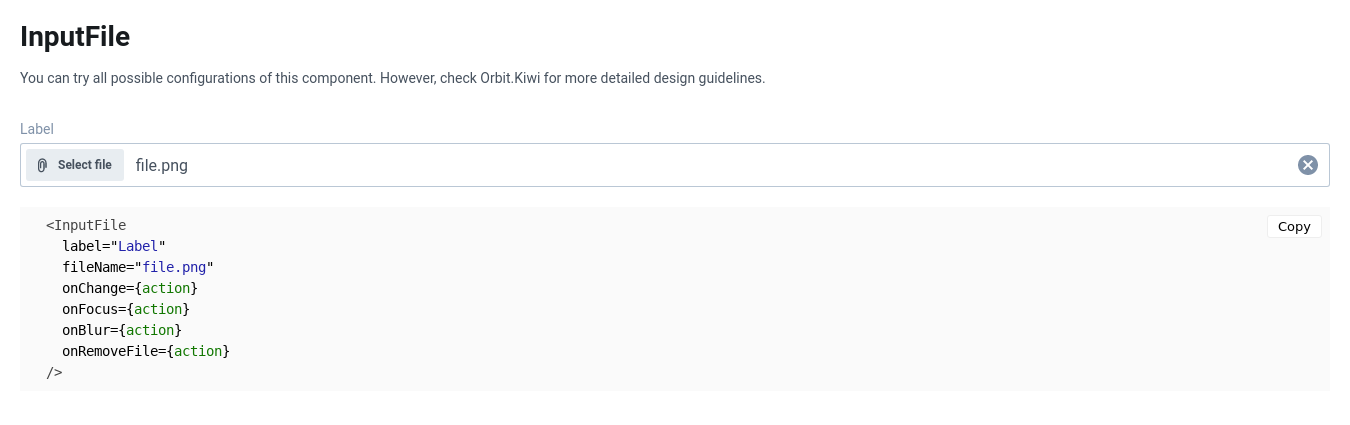 InputFile
You can try all possible configurations of this component. However, check Orbit.Kiwi for more detailed design guidelines.
Label
Select file file.png
Copy
<InputFile
  label="Label"
  fileName="file.png"
  onChange={action}
  onFocus={action}
  onBlur={action}
  onRemoveFile={action}
/>